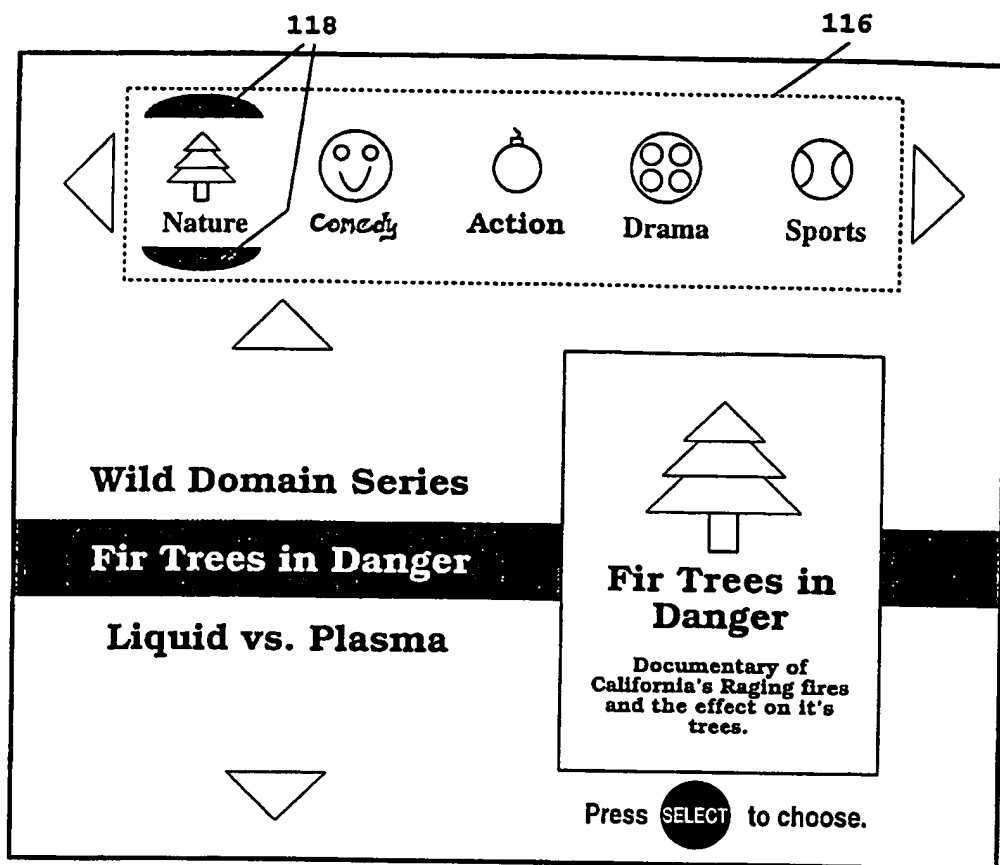 118
116
Nature Comedy Action Drama Sports
Wild Domain Series
Fir Trees in Danger
Liquid vs. Plasma
Fir Trees in
Danger
Documentary of
California's Raging fires
and the effect on it's
trees.
Press SELECT to choose.